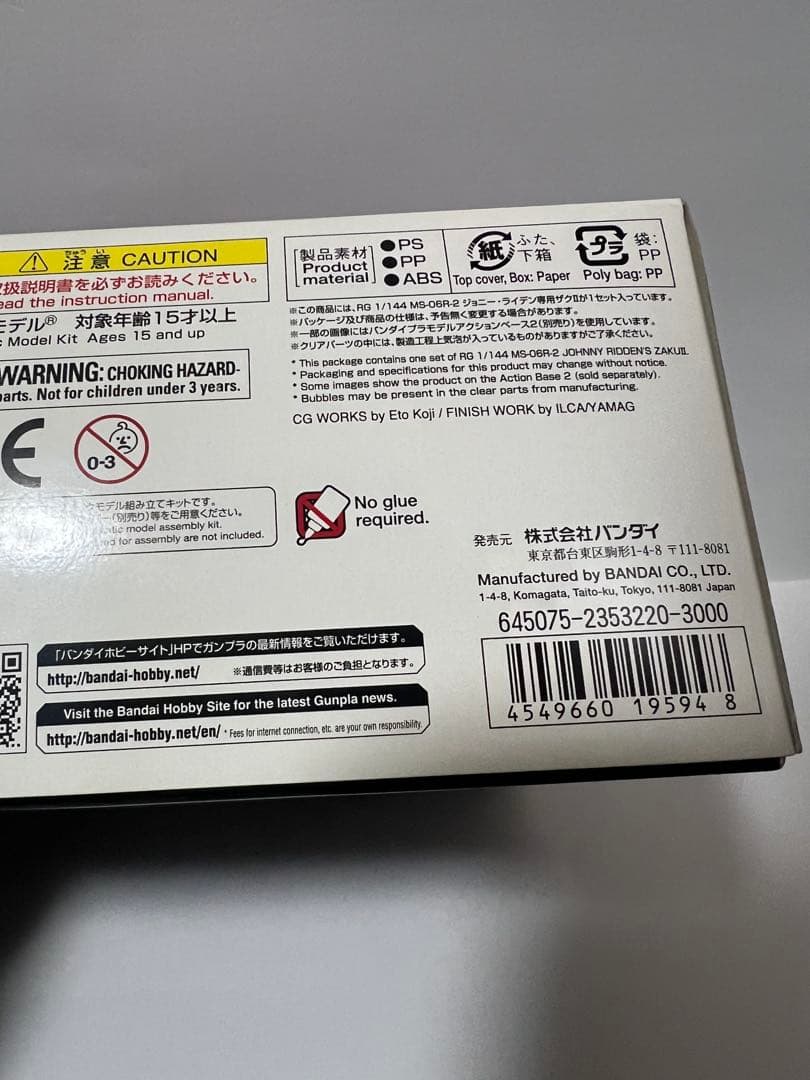 ちゅうい
注意 CAUTION
取扱説明書を必ずお読みください。
ead the instruction manual.
モデル® 対象年齢15才以上
c Model Kit Ages 15 and up
WARNING: CHOKING HAZARD-
arts. Not for children under 3 years.
CE
0-3
モデル組み立てキットです。
(別売り)等をご用意ください。
tic model assembly kit.
ed for assembly are not included.
製品素材
Product material
●PS
●PP
●ABS
紙 ふた、下箱
Top cover, Box: Paper
プラ 袋:PP
Poly bag: PP
※この商品には、RG 1/144 MS-06R-2 ジョニー・ライデン専用ザクⅡが1セット入っています。
※パッケージ及び商品の仕様は、予告無く変更する場合があります。
※一部の画像にはバンダイプラモデルアクションベース2(別売り)を使用しています。
※クリアパーツの中には、製造工程上気泡が入っているものがありますがご了承ください。
* This package contains one set of RG 1/144 MS-06R-2 JOHNNY RIDDEN'S ZAKUⅡ.
* Packaging and specifications for this product may change without notice.
* Some images show the product on the Action Base 2 (sold separately).
* Bubbles may be present in the clear parts from manufacturing.
CG WORKS by Eto Koji / FINISH WORK by ILCA/YAMAG
No glue
required.
発売元 株式会社バンダイ
東京都台東区駒形1-4-8 〒111-8081
Manufactured by BANDAI CO., LTD.
1-4-8, Komagata, Taito-ku, Tokyo, 111-8081 Japan
645075-2353220-3000
4549660 195948
「バンダイホビーサイト」HPでガンプラの最新情報をご覧いただけます。
http://bandai-hobby.net/ ※通信費等はお客様のご負担となります。
Visit the Bandai Hobby Site for the latest Gunpla news.
http://bandai-hobby.net/en/ * Fees for internet connection, etc. are your own responsibility.